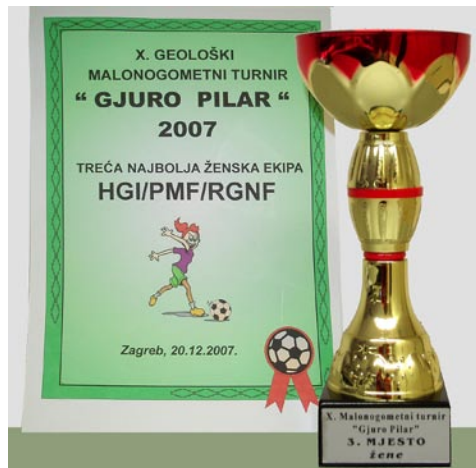 X. GEOLOŠKI
MALONOGOMETNI TURNIR
“ GJURO PILAR “
2007
TREĆA NAJBOLJA ŽENSKA EKIPA
HGI/PMF/RGNF
Zagreb, 20.12.2007.
X. Malonogometni turnir
"Gjuro Pilar"
3. MJESTO
žene